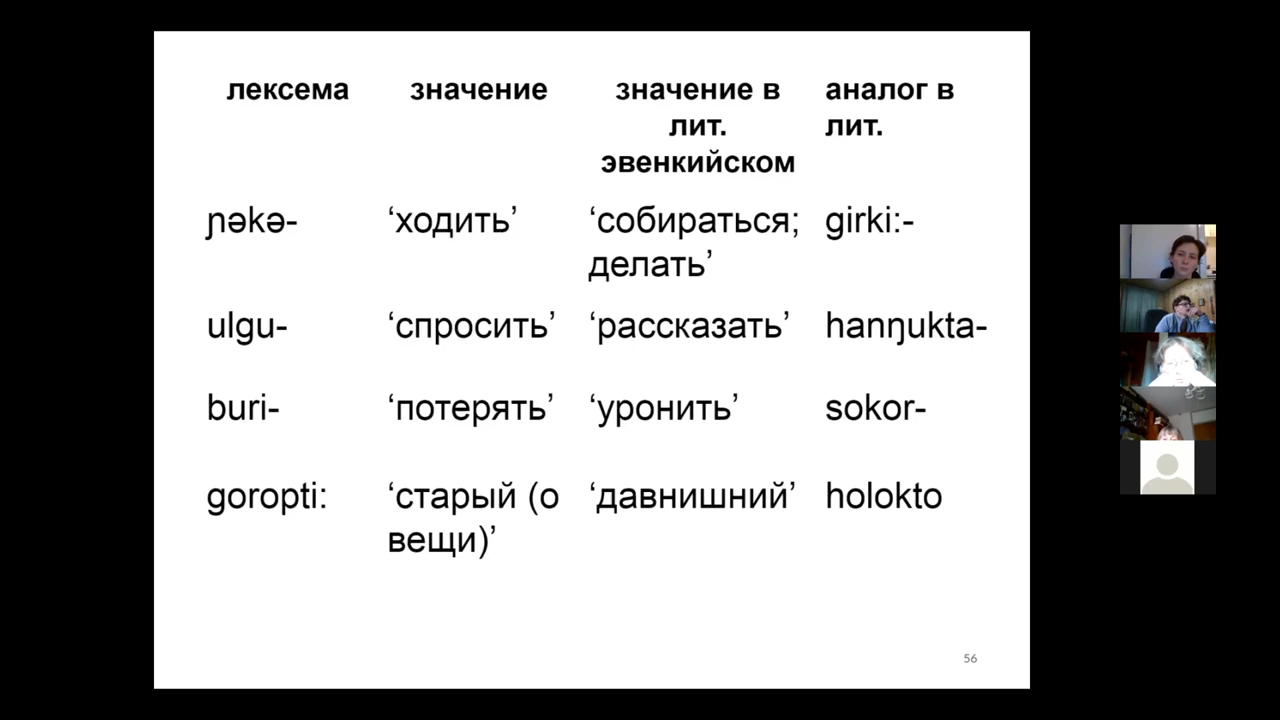 лексема значение значение в аналог в
лит. лит.
эвенкийском
ɲəkə- ‘ходить’ ‘собираться; girki:-
делать’
ulgu- ‘спросить’ ‘рассказать’ hanŋukta-
buri- ‘потерять’ ‘уронить’ sokor-
goropti: ‘старый (о ‘давнишний’ holokto
вещи)’
56